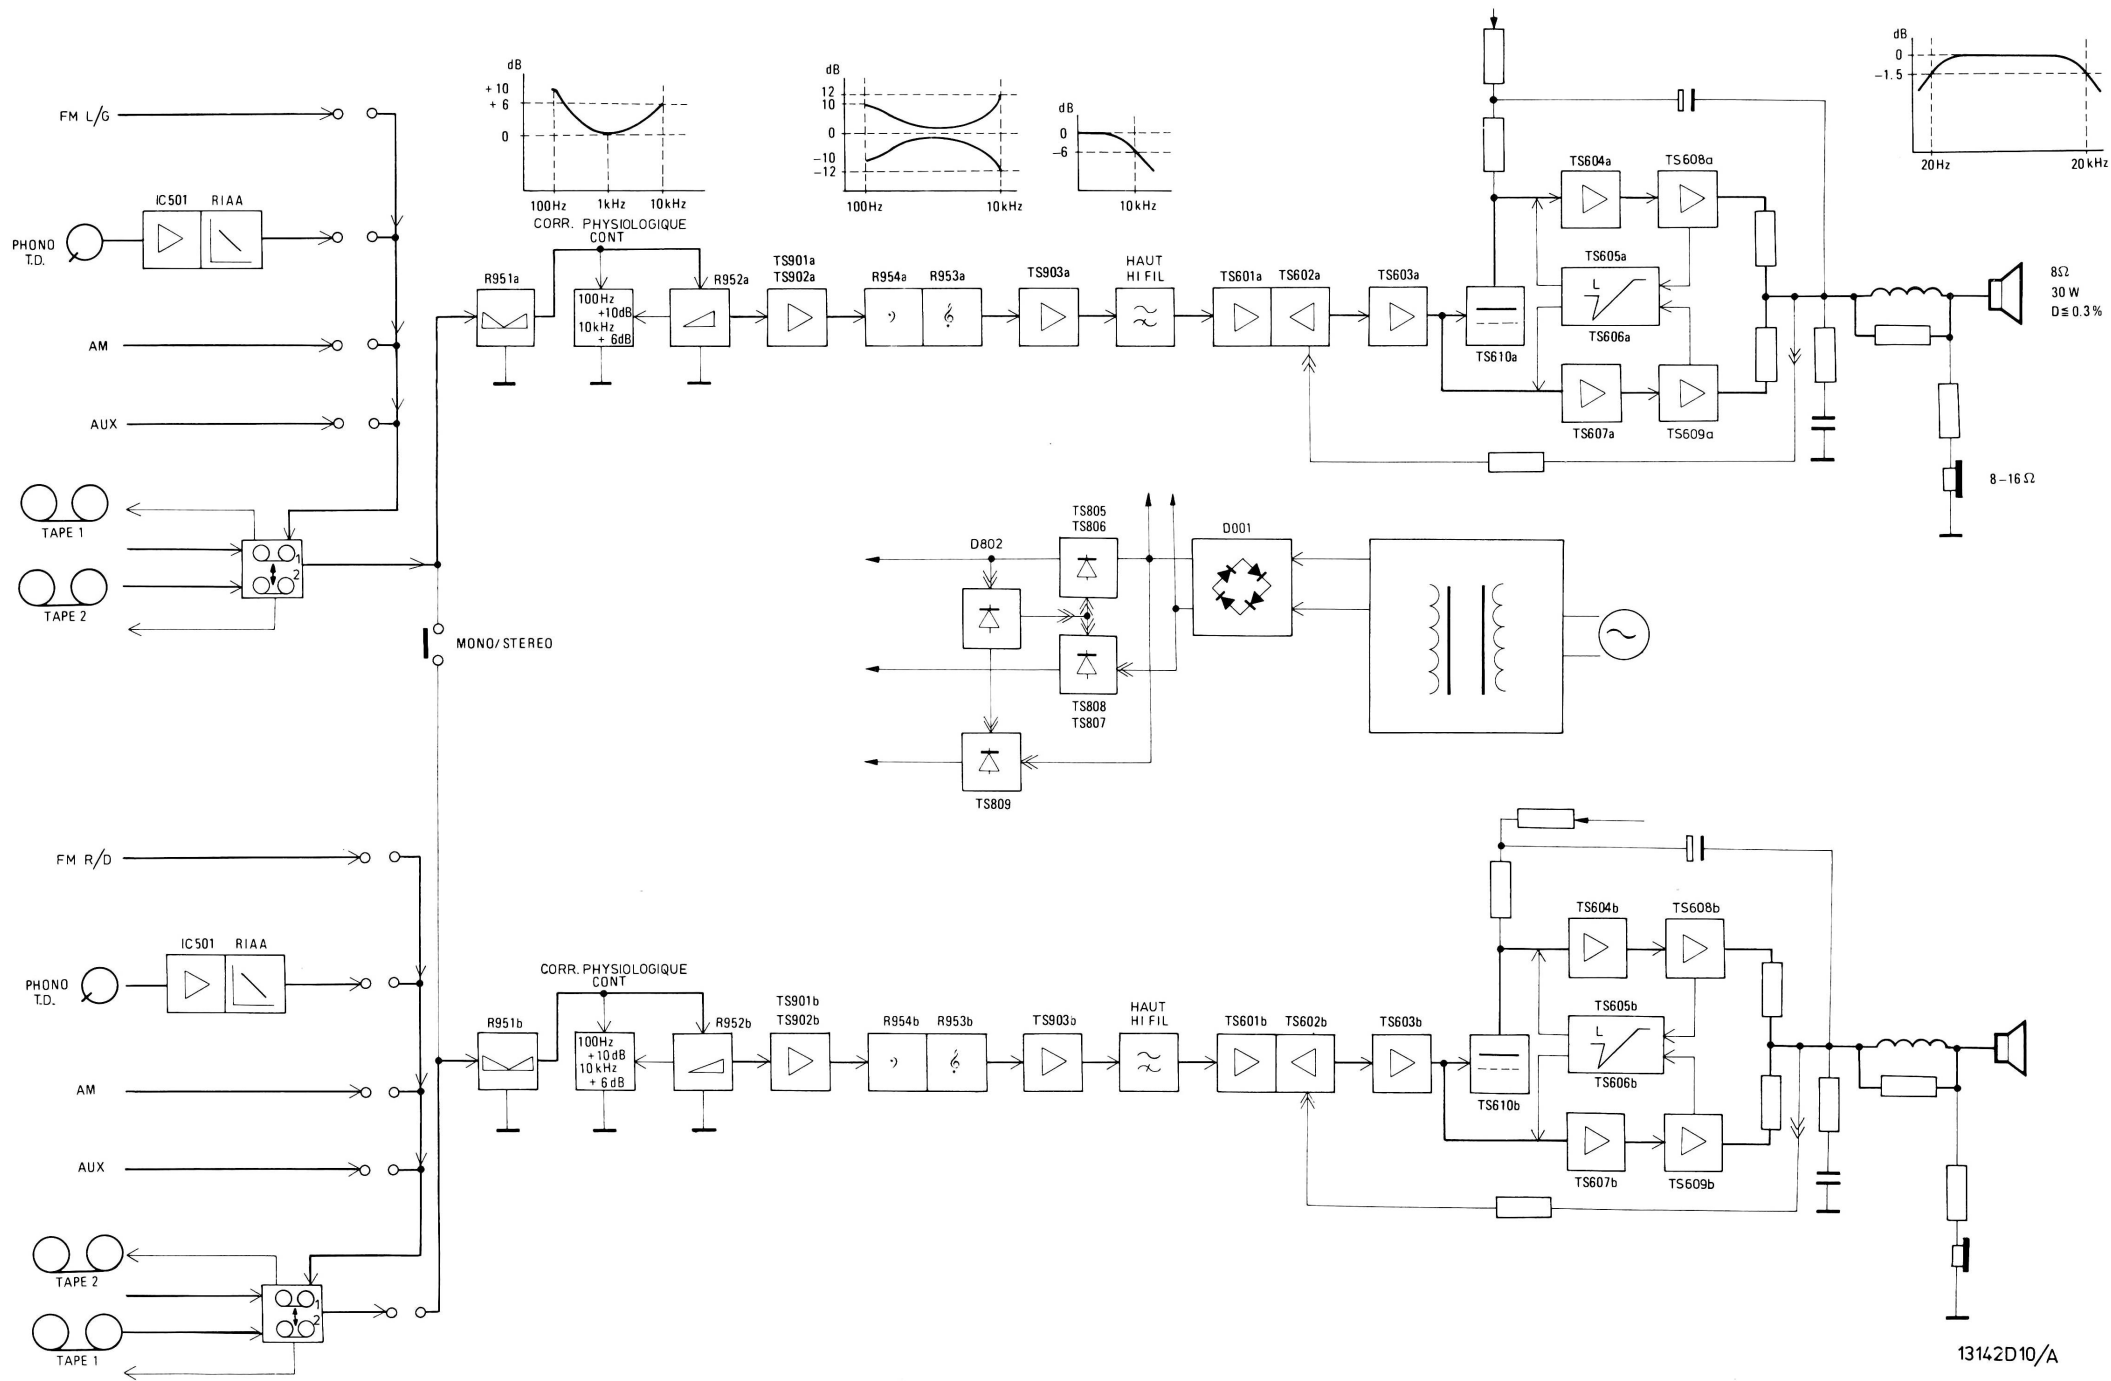 dB
+10
+6
0
100Hz
1kHz
10kHz
CORR. PHYSIOLOGIQUE
CONT
dB
12
10
0
-10
-12
100Hz
10kHz
dB
0
-6
10kHz
dB
0
-1.5
20Hz
20kHz
FM L/G
PHONO
T.D.
IC501
RIAA
AM
AUX
TAPE 1
TAPE 2
1
2
MONO/STEREO
R951a
100Hz
+10dB
10kHz
+ 6dB
R952a
TS901a
TS902a
R954a
R953a
TS903a
HAUT
HI FIL
TS601a
TS602a
TS603a
TS610a
TS604a
TS608a
L
TS605a
TS606a
TS607a
TS609a
8Ω
30 W
D≦0.3%
8-16Ω
D802
TS805
TS806
D001
TS808
TS807
TS809
FM R/D
PHONO
T.D.
IC501
RIAA
AM
AUX
TAPE 2
TAPE 1
1
2
CORR. PHYSIOLOGIQUE
CONT
R951b
100Hz
+10dB
10kHz
+ 6dB
R952b
TS901b
TS902b
R954b
R953b
TS903b
HAUT
HI FIL
TS601b
TS602b
TS603b
TS610b
TS604b
TS608b
TS605b
L
TS606b
TS607b
TS609b
13142D10/A